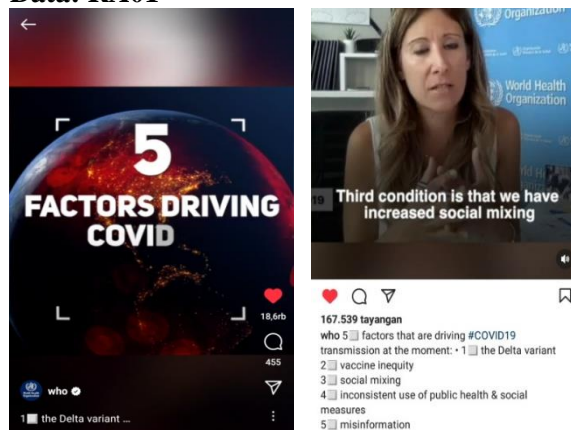 5
FACTORS DRIVING
COVID
18,6rb
455
who
1 the Delta variant ...
Organization
World Health
Organization
Third condition is that we have
increased social mixing
167.539 tayangan
who 5 factors that are driving #COVID19
transmission at the moment: • 1 the Delta variant
2 vaccine inequity
3 social mixing
4 inconsistent use of public health & social
measures
5 misinformation